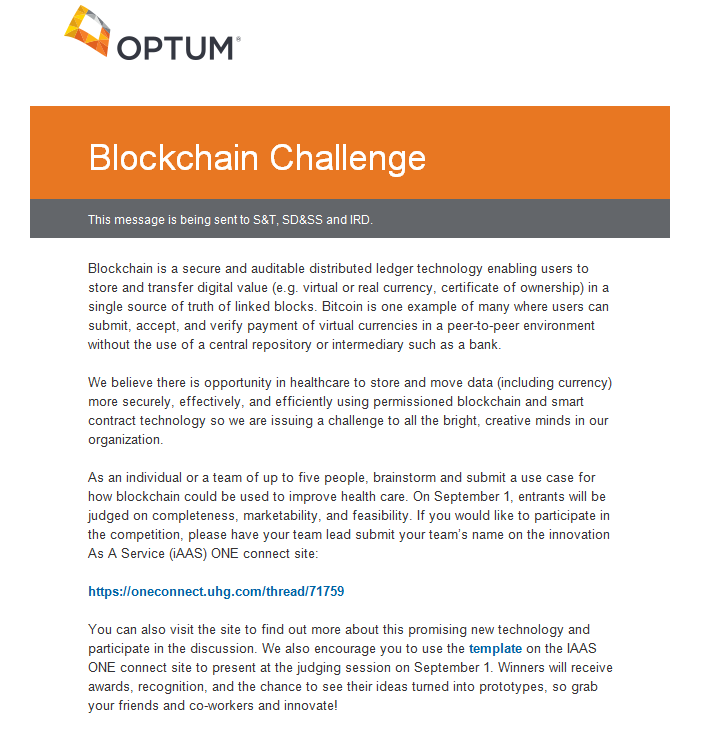 OPTUM®
Blockchain Challenge
This message is being sent to S&T, SD&SS and IRD.
Blockchain is a secure and auditable distributed ledger technology enabling users to
store and transfer digital value (e.g. virtual or real currency, certificate of ownership) in a
single source of truth of linked blocks. Bitcoin is one example of many where users can
submit, accept, and verify payment of virtual currencies in a peer-to-peer environment
without the use of a central repository or intermediary such as a bank.
We believe there is opportunity in healthcare to store and move data (including currency)
more securely, effectively, and efficiently using permissioned blockchain and smart
contract technology so we are issuing a challenge to all the bright, creative minds in our
organization.
As an individual or a team of up to five people, brainstorm and submit a use case for
how blockchain could be used to improve health care. On September 1, entrants will be
judged on completeness, marketability, and feasibility. If you would like to participate in
the competition, please have your team lead submit your team's name on the innovation
As A Service (iAAS) ONE connect site:
https://oneconnect.uhg.com/thread/71759
You can also visit the site to find out more about this promising new technology and
participate in the discussion. We also encourage you to use the template on the IAAS
ONE connect site to present at the judging session on September 1. Winners will receive
awards, recognition, and the chance to see their ideas turned into prototypes, so grab
your friends and co-workers and innovate!